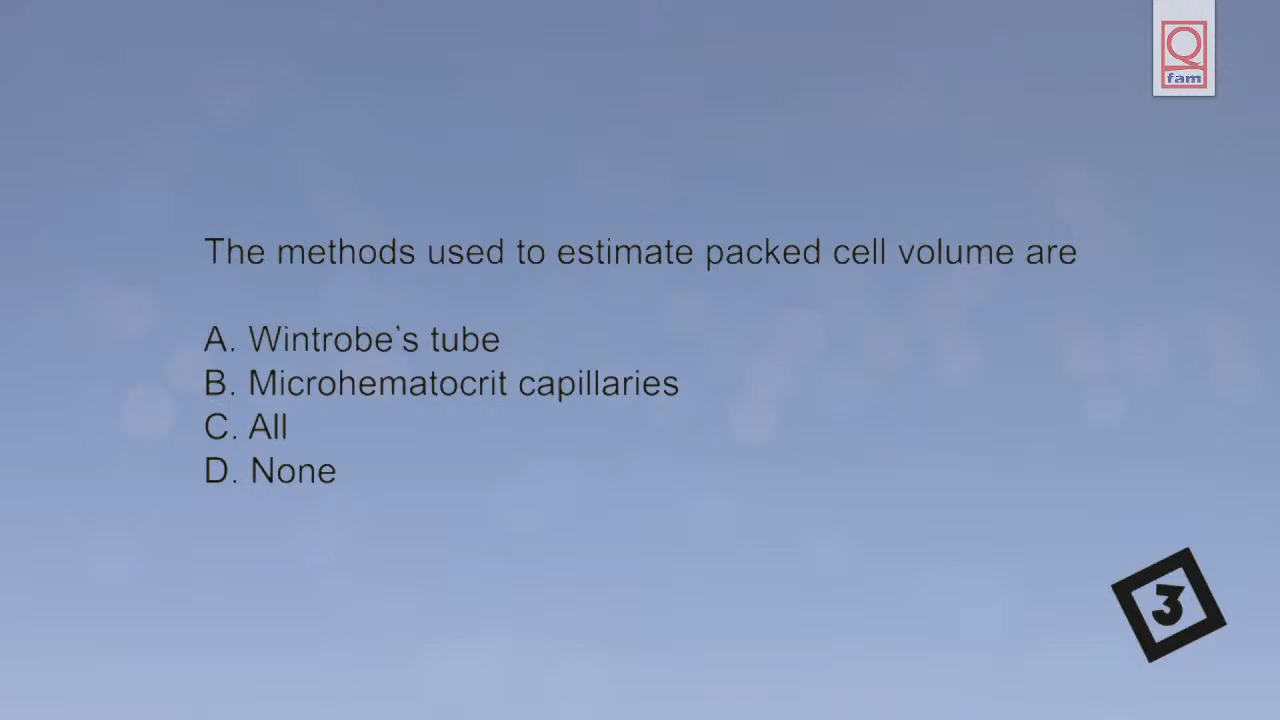 Q
fam
The methods used to estimate packed cell volume are
A. Wintrobe's tube
B. Microhematocrit capillaries
C. All
D. None
3